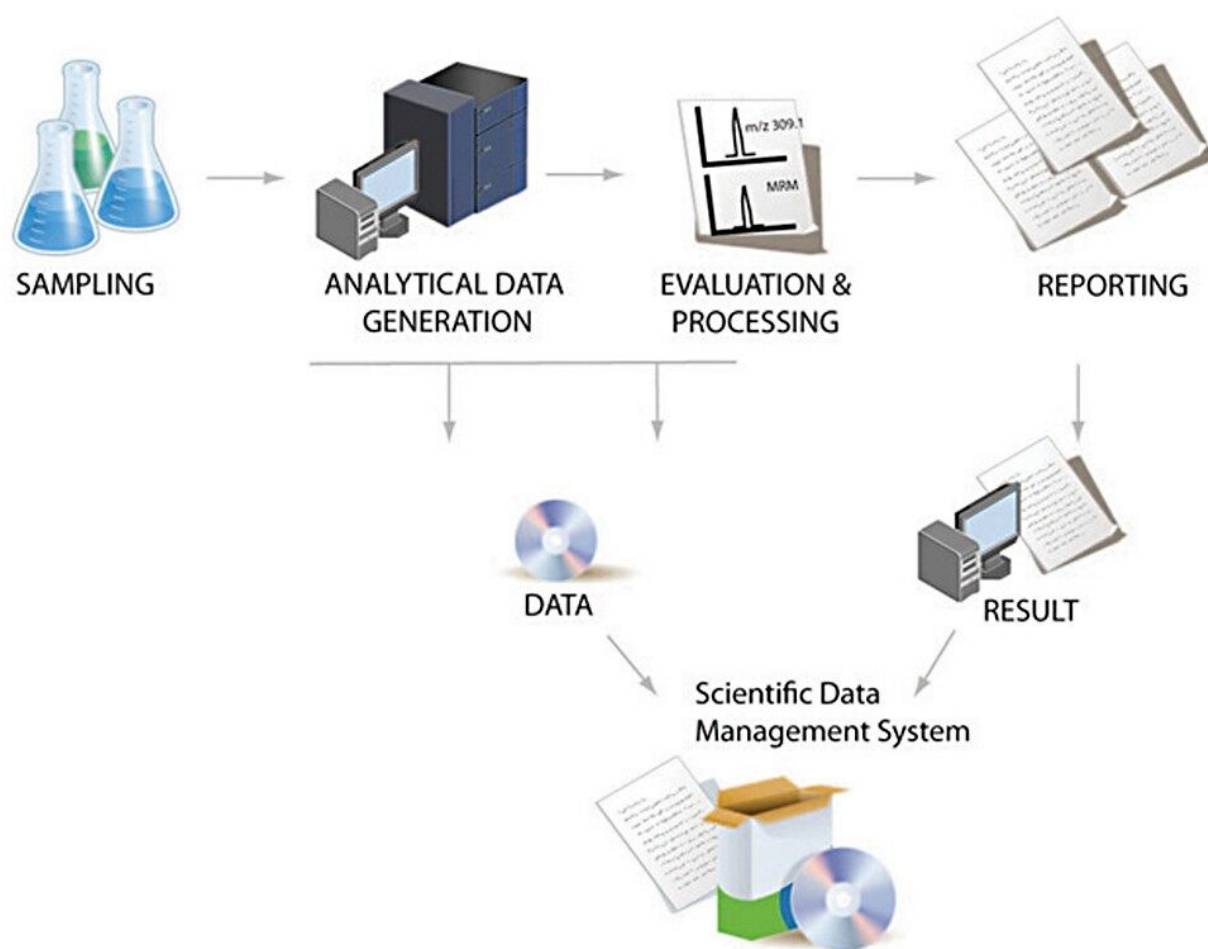 m/z 309.1
MRM
SAMPLING
ANALYTICAL DATA
GENERATION
EVALUATION &
PROCESSING
REPORTING
DATA
RESULT
Scientific Data
Management System